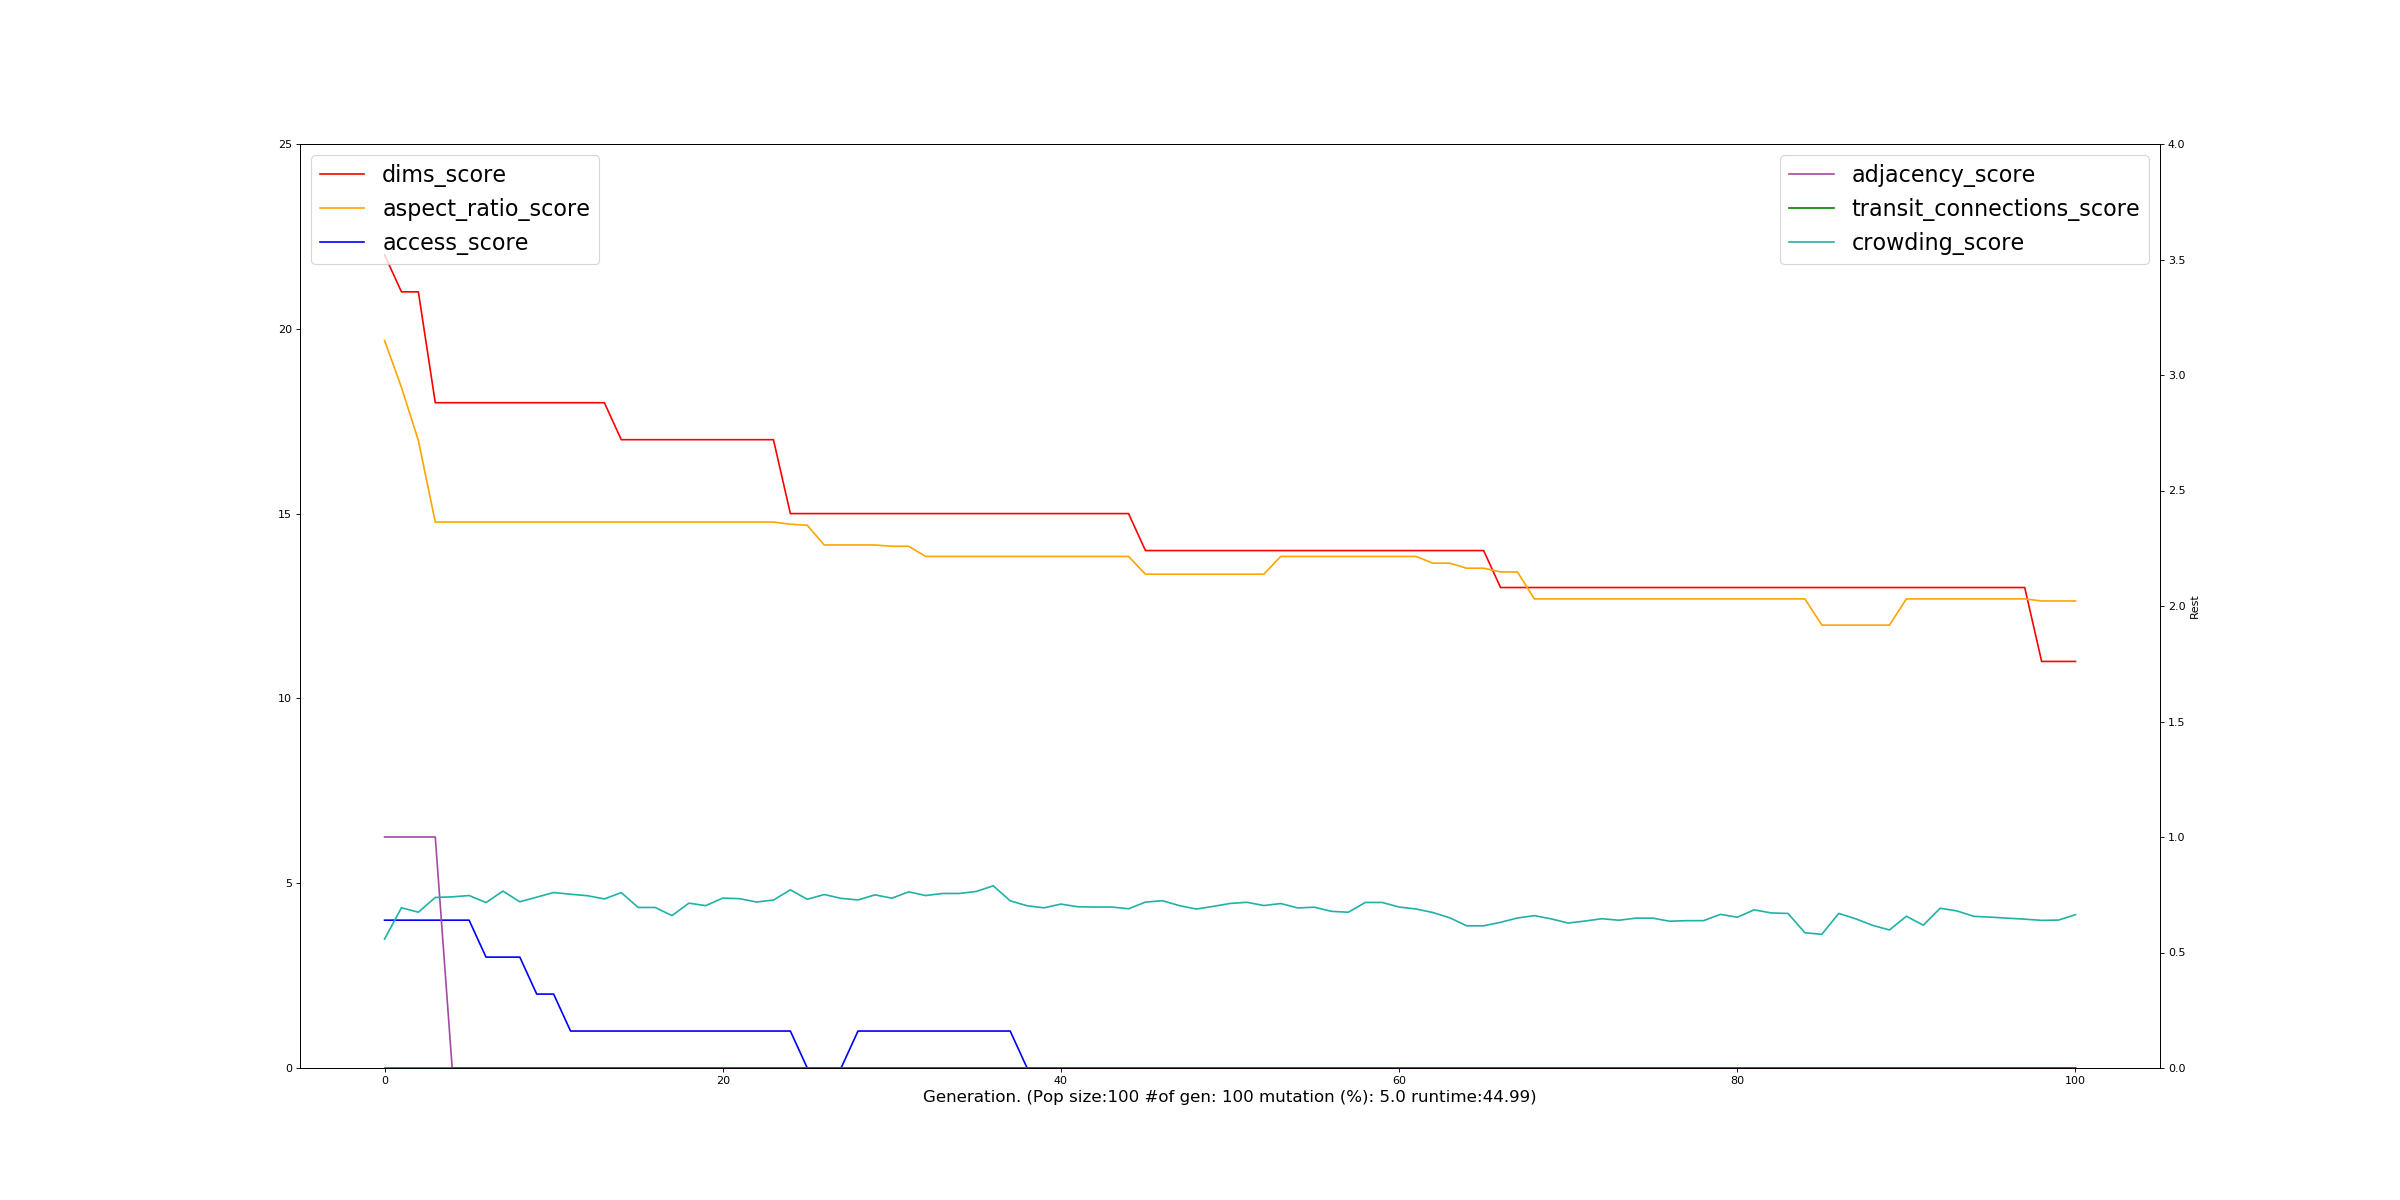 dims_score
aspect_ratio_score
access_score
adjacency_score
transit_connections_score
crowding_score
25
20
15
10
5
0
4.0
3.5
3.0
2.5
2.0
1.5
1.0
0.5
0.0
Rest
0 20 40 60 80 100
Generation. (Pop size:100 #of gen: 100 mutation (%): 5.0 runtime:44.99)